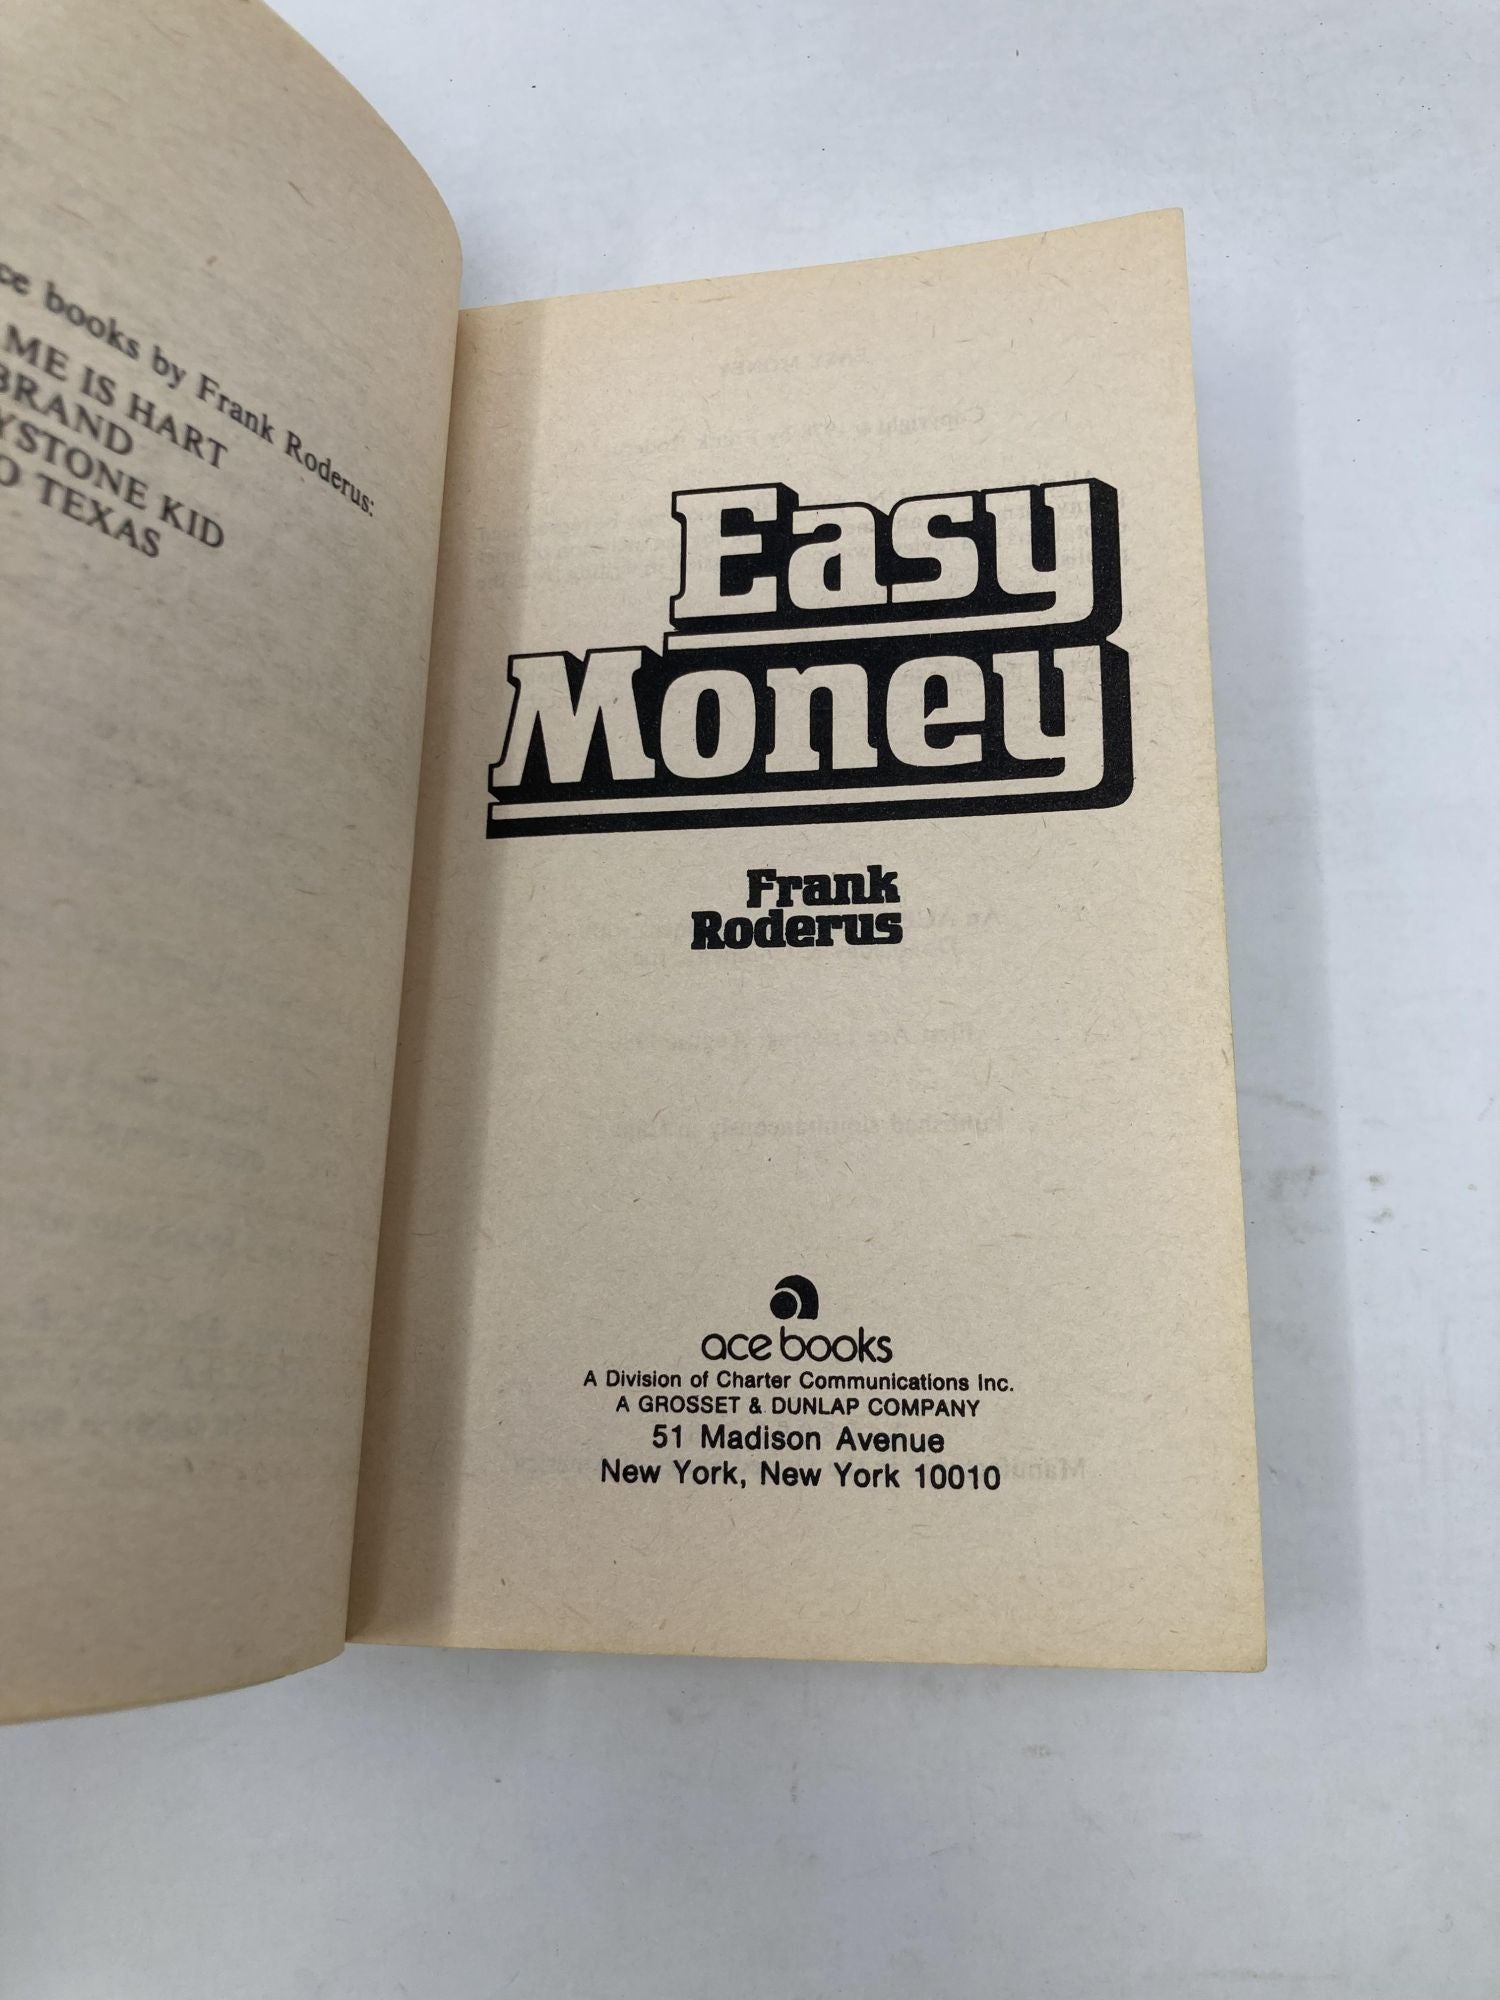 books by Frank Roderus:
ME IS HART
BRAND
YSTONE KID
O TEXAS
Easy
Money
Frank
Roderus
ace books
A Division of Charter Communications Inc.
A GROSSET & DUNLAP COMPANY
51 Madison Avenue
New York, New York 10010